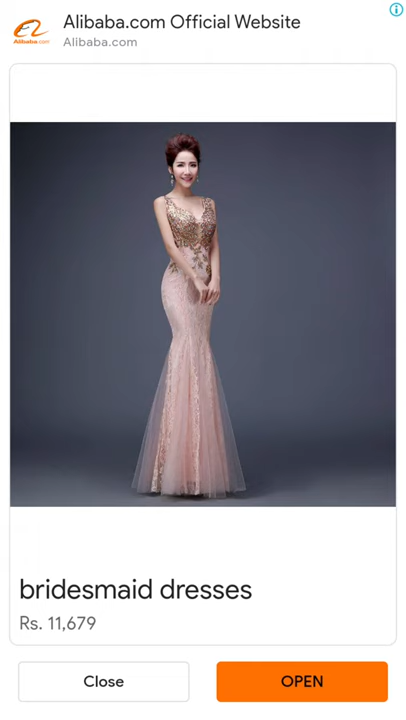 Alibaba.com Official Website
Alibaba.com
Alibaba.com
bridesmaid dresses
Rs. 11,679
Close
OPEN